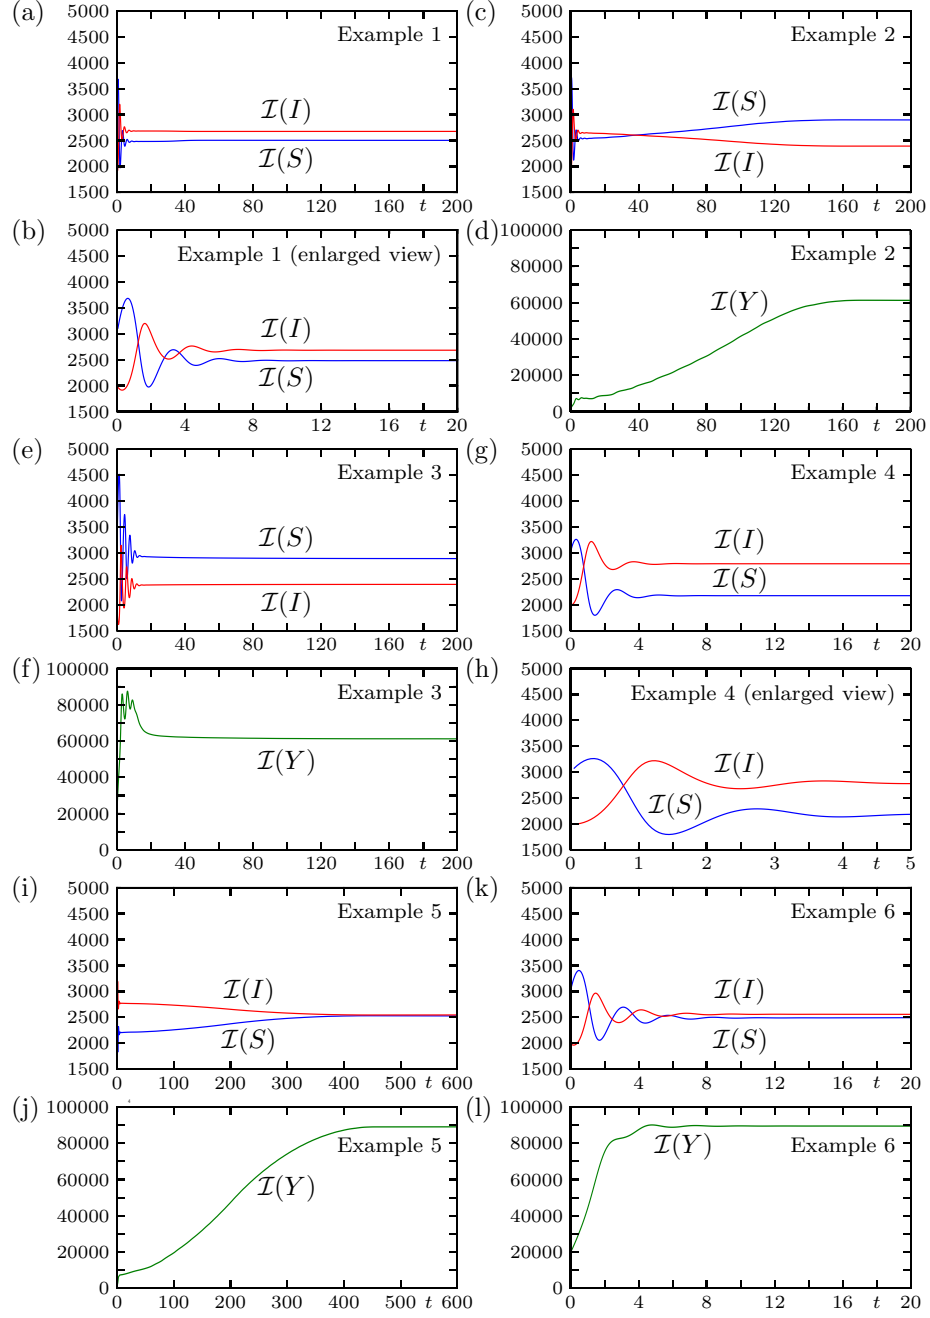 (a)
5000
4500
4000
3500
3000
2500
2000
1500
Example 1
I(I)
I(S)
0 40 80 120 160 t 200
(c)
5000
4500
4000
3500
3000
2500
2000
1500
Example 2
I(S)
I(I)
0 40 80 120 160 t 200
(b)
5000
4500
4000
3500
3000
2500
2000
1500
Example 1 (enlarged view)
I(I)
I(S)
0 4 8 12 16 t 20
(d)
100000
80000
60000
40000
20000
0
Example 2
I(Y)
0 40 80 120 160 t 200
(e)
5000
4500
4000
3500
3000
2500
2000
1500
Example 3
I(S)
I(I)
0 40 80 120 160 t 200
(g)
5000
4500
4000
3500
3000
2500
2000
1500
Example 4
I(I)
I(S)
0 4 8 12 16 t 20
(f)
100000
80000
60000
40000
20000
0
Example 3
I(Y)
0 40 80 120 160 t 200
(h)
5000
4500
4000
3500
3000
2500
2000
1500
Example 4 (enlarged view)
I(I)
I(S)
0 1 2 3 4 t 5
(i)
5000
4500
4000
3500
3000
2500
2000
1500
Example 5
I(I)
I(S)
0 100 200 300 400 500 t 600
(k)
5000
4500
4000
3500
3000
2500
2000
1500
Example 6
I(I)
I(S)
0 4 8 12 16 t 20
(j)
100000
80000
60000
40000
20000
0
Example 5
I(Y)
0 100 200 300 400 500 t 600
(l)
100000
80000
60000
40000
20000
0
Example 6
I(Y)
0 4 8 12 16 t 20